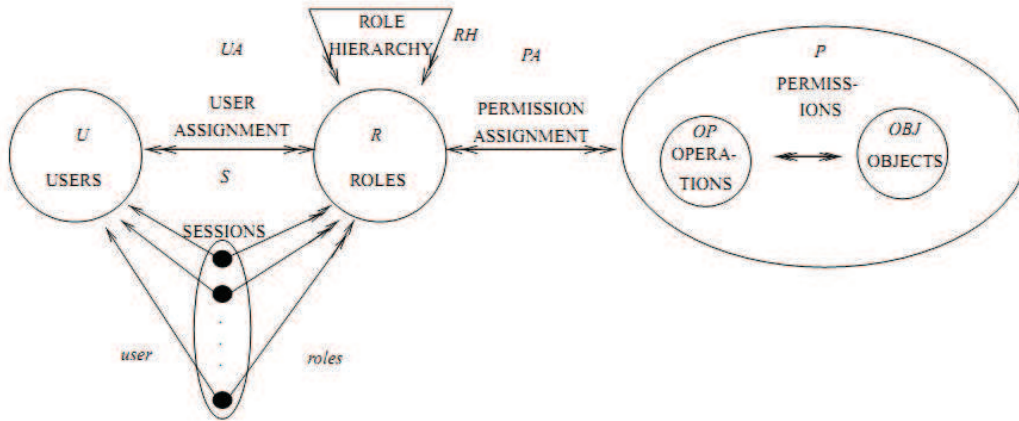 ROLE
HIERARCHY
RH
UA
PA
P
PERMISS-
IONS
USER
ASSIGNMENT
PERMISSION
ASSIGNMENT
U
USERS
R
ROLES
OP
OPERA-
TIONS
OBJ
OBJECTS
S
SESSIONS
user
roles